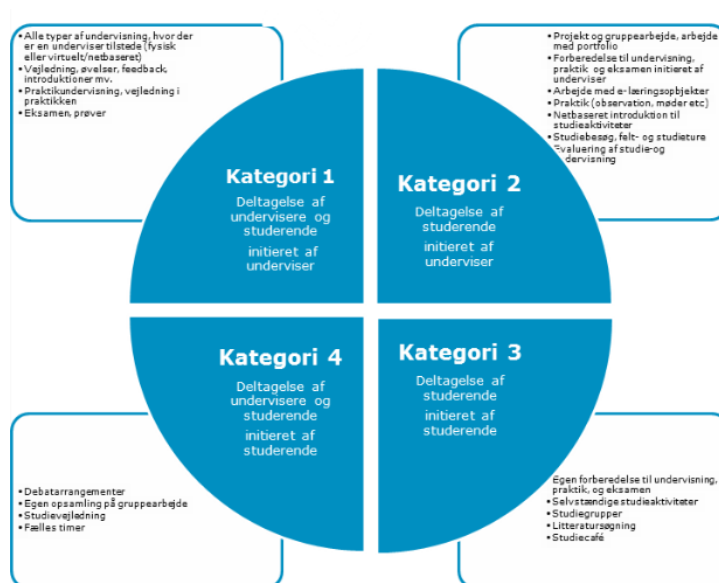 •Alle typer af undervisning, hvor der
er en underviser tilstede (fysisk
eller virtuelt/netbaseret)
•Vejledning, øvelser, feedback,
introduktioner mv.
•Praktikundervisning, vejledning i
praktikken
•Eksamen, prøver
•Projekt og gruppearbejde, arbejde
med portfolio
•Forberedelse til undervisning,
praktik og eksamen initieret af
underviser
•Arbejde med e-læringsobjekter
•Praktik (observation, møder etc)
•Netbaseret introduktion til
studieaktiviteter
•Studiebesøg, felt- og studieture
Evaluering af studie-og
ndervisning
Kategori 1
Deltagelse af
undervisere og
studerende
initieret af
underviser
Kategori 2
Deltagelse af
studerende
initieret af
underviser
Kategori 4
Deltagelse af
undervisere og
studerende
initieret af
studerende
Kategori 3
Deltagelse af
studerende
initieret af
studerende
•Debatarrangementer
•Egen opsamling på gruppearbejde
•Studievejledning
•Fælles timer
Egen forberedelse til undervisning,
praktik, og eksamen
•Selvstændige studieaktiviteter
•Studiegrupper
•Litteratursøgning
•Studiecafé